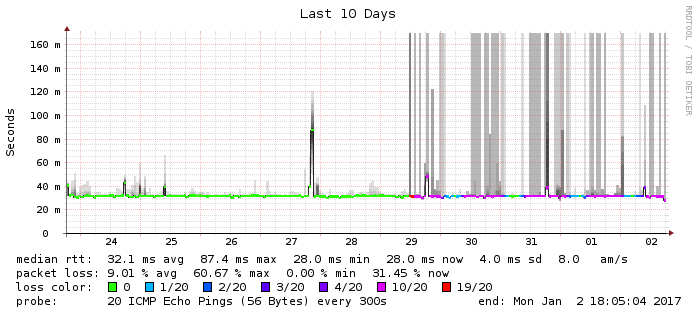 Last 10 Days
RRDTOOL / TOBI OETIKER
Seconds
160 m
140 m
120 m
100 m
80 m
60 m
40 m
20 m
0
24 25 26 27 28 29 30 31 01 02
median rtt: 32.1 ms avg 87.4 ms max 28.0 ms min 28.0 ms now 4.0 ms sd 8.0 am/s
packet loss: 9.01 % avg 60.67 % max 0.00 % min 31.45 % now
loss color: 0 1/20 2/20 3/20 4/20 10/20 19/20
probe: 20 ICMP Echo Pings (56 Bytes) every 300s end: Mon Jan 2 18:05:04 2017